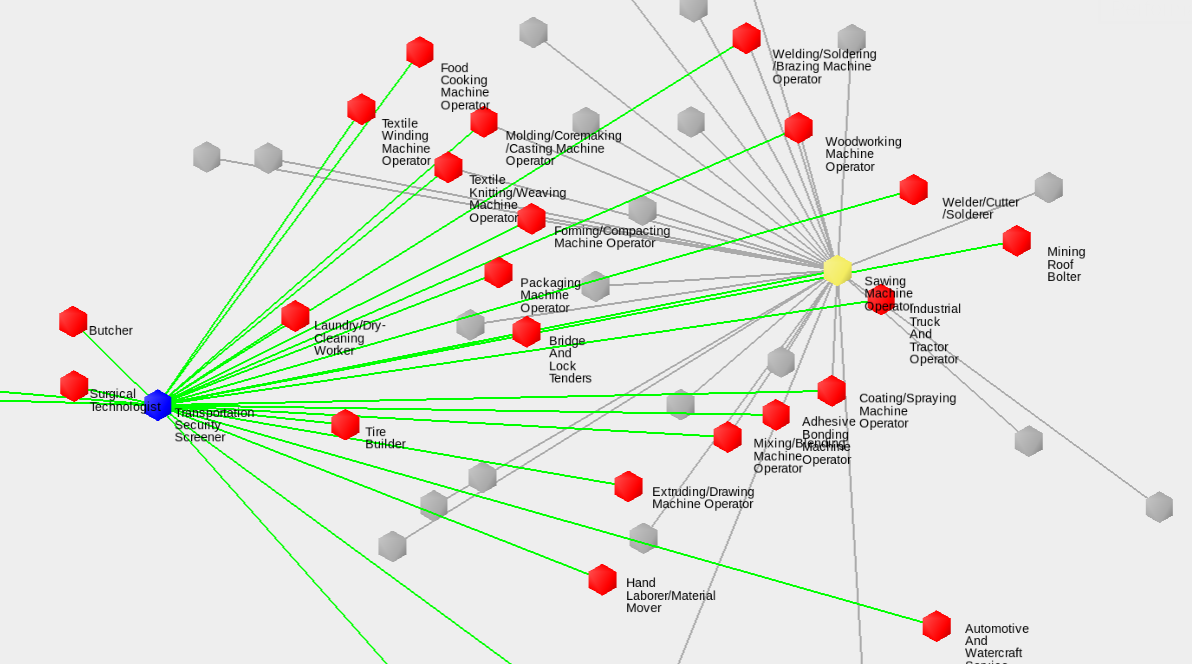 Food
Cooking
Machine
Operator
Welding/Soldering
/Brazing Machine
Operator
Textile
Winding
Machine
Operator
Molding/Coremaking
/Casting Machine
Operator
Woodworking
Machine
Operator
Textile
Knitting/Weaving
Machine
Operator
Welder/Cutter
/Solderer
Forming/Compacting
Machine Operator
Mining
Roof
Bolter
Packaging
Machine
Operator
Sawing
Machine
Operator
Industrial
Truck
And
Tractor
Operator
Laundry/Dry-
Cleaning
Worker
Butcher
Bridge
And
Lock
Tenders
Surgical
Technologist
Transportation
Security
Screener
Coating/Spraying
Machine
Operator
Tire
Builder
Adhesive
Bonding
Machine
Operator
Mixing/Blending
Machine
Operator
Extruding/Drawing
Machine Operator
Hand
Laborer/Material
Mover
Automotive
And
Watercraft
Service